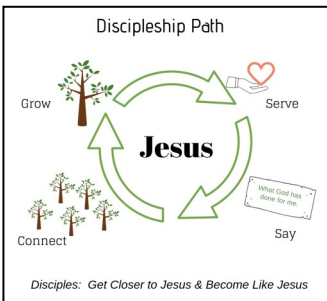 Discipleship Path
Grow
Serve
Jesus
What God has
done for me.
Connect
Say
Disciples:  Get Closer to Jesus & Become Like Jesus